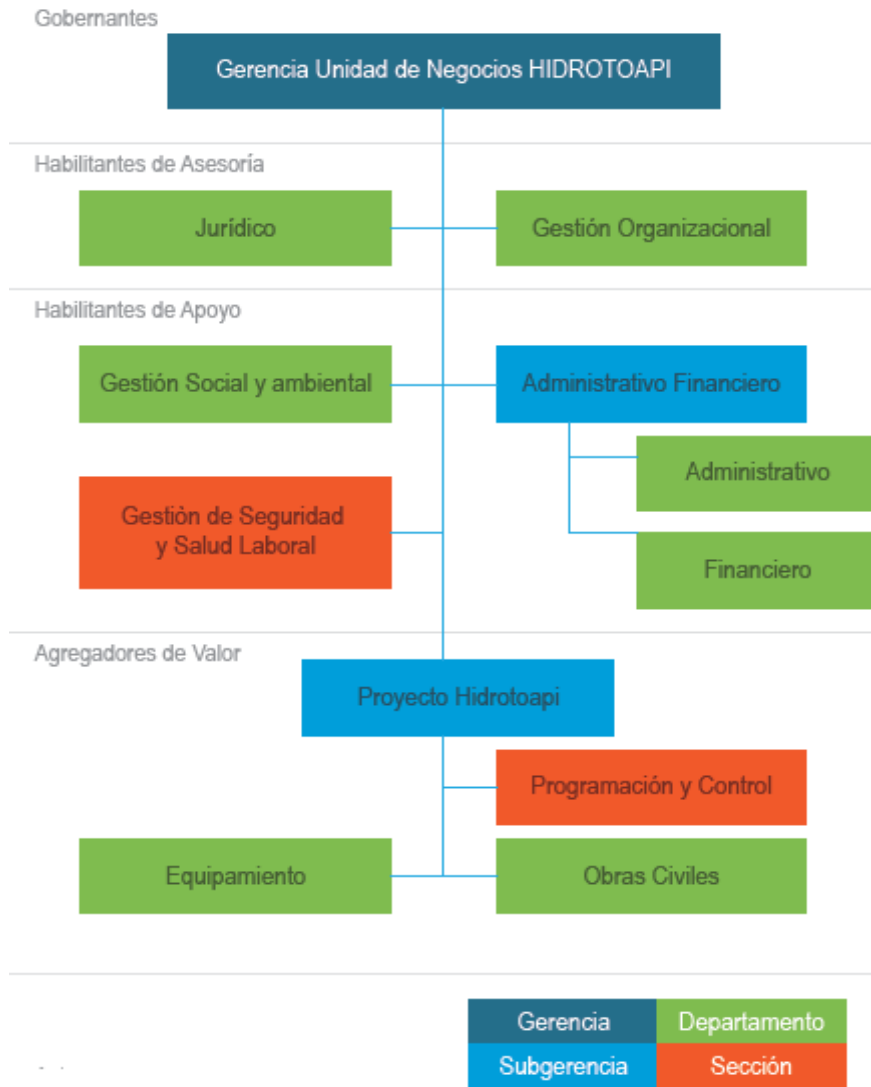 Gobernantes
Gerencia Unidad de Negocios HIDROTOAPI
Habilitantes de Asesoría
Jurídico
Gestión Organizacional
Habilitantes de Apoyo
Gestión Social y ambiental
Administrativo Financiero
Administrativo
Gestiòn de Seguridad
y Salud Laboral
Financiero
Agregadores de Valor
Proyecto Hidrotoapi
Programación y Control
Equipamiento
Obras Civiles
Gerencia
Departamento
Subgerencia
Sección